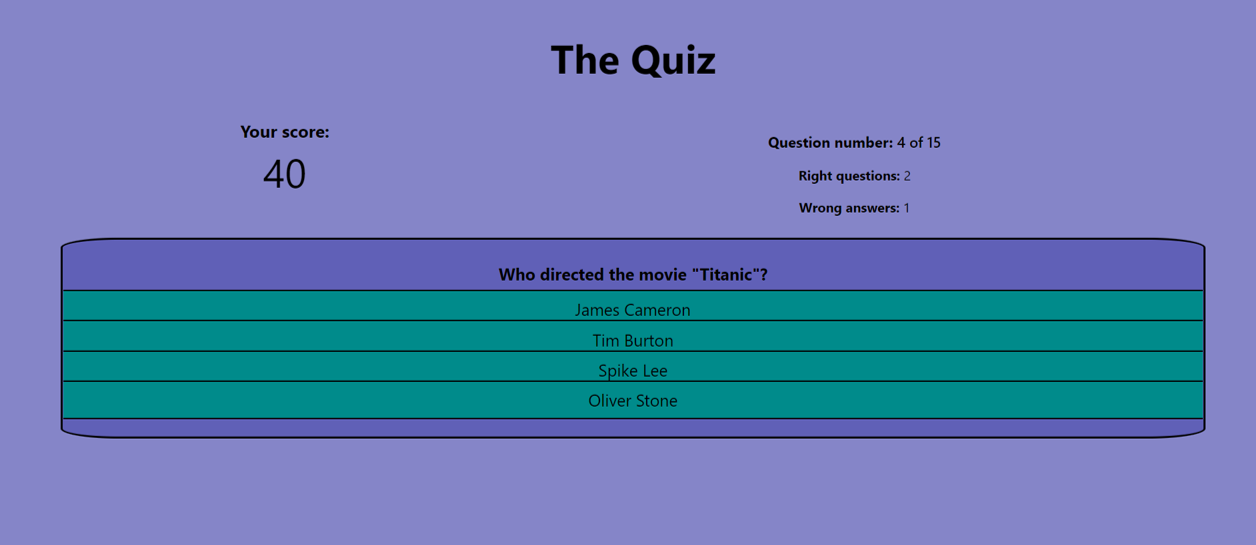 The Quiz
Your score:
40
Question number: 4 of 15
Right questions: 2
Wrong answers: 1
Who directed the movie "Titanic"?
James Cameron
Tim Burton
Spike Lee
Oliver Stone